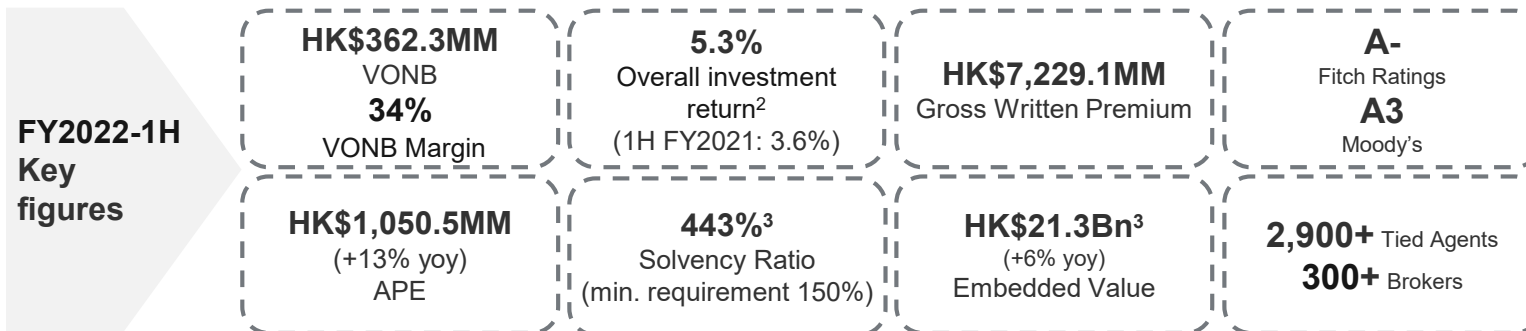 FY2022-1H
Key
figures
HK$362.3MM
VONB
34%
VONB Margin
5.3%
Overall investment
return²
(1H FY2021: 3.6%)
HK$7,229.1MM
Gross Written Premium
A-
Fitch Ratings
A3
Moody’s
HK$1,050.5MM
(+13% yoy)
APE
443%³
Solvency Ratio
(min. requirement 150%)
HK$21.3Bn³
(+6% yoy)
Embedded Value
2,900+ Tied Agents
300+ Brokers